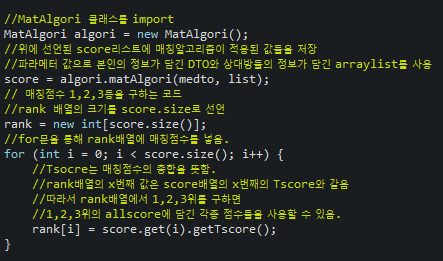 //MatAlgori 클래스를 import
MatAlgori algori = new MatAlgori();
//위에 선언된 score리스트에 매칭알고리즘이 적용된 값들을 저장
//파라메터 값으로 본인의 정보가 담긴 DTO와 상대방들의 정보가 담긴 arraylist를 사용
score = algori.matAlgori(medto, list);
// 매칭점수 1,2,3등을 구하는 코드
//rank 배열의 크기를 score.size로 선언
rank = new int[score.size()];
//for문을 통해 rank배열에 매칭점수를 넣음.
for (int i = 0; i < score.size(); i++) {
//Tsocre는 매칭점수의 종합을 뜻함.
//rank배열의 x번째 값은 score배열의 x번째의 Tscore와 같음
//따라서 rank배열에서 1,2,3위를 구하면
//1,2,3위의 allscore에 담긴 각종 점수들을 사용할 수 있음.
rank[i] = score.get(i).getTscore();
}